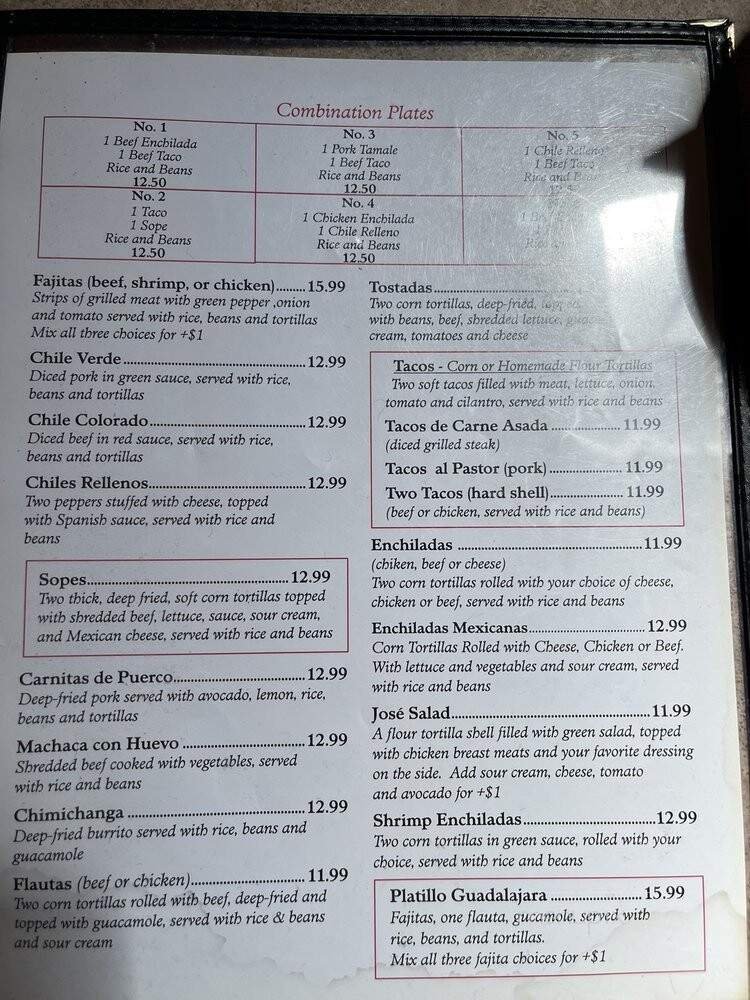 Combination Plates
No. 1
1 Beef Enchilada
1 Beef Taco
Rice and Beans
12.50
No. 2
1 Taco
1 Sope
Rice and Beans
12.50
No. 3
1 Pork Tamale
1 Beef Taco
Rice and Beans
12.50
No. 4
1 Chicken Enchilada
1 Chile Relleno
Rice and Beans
12.50
No. 5
1 Chile Relleno
1 Beef Taco
Rice and Beans
Fajitas (beef, shrimp, or chicken)........15.99
Strips of grilled meat with green pepper ,onion
and tomato served with rice, beans and tortillas
Mix all three choices for +$1
Chile Verde..............................................12.99
Diced pork in green sauce, served with rice,
beans and tortillas
Chile Colorado.......................................12.99
Diced beef in red sauce, served with rice,
beans and tortillas
Chiles Rellenos.......................................12.99
Two peppers stuffed with cheese, topped
with Spanish sauce, served with rice and
beans
Sopes..................................................12.99
Two thick, deep fried, soft corn tortillas topped
with shredded beef, lettuce, sauce, sour cream,
and Mexican cheese, served with rice and beans
Carnitas de Puerco.................................12.99
Deep-fried pork served with avocado, lemon, rice,
beans and tortillas
Machaca con Huevo ..............................12.99
Shredded beef cooked with vegetables, served
with rice and beans
Chimichanga ............................................12.99
Deep-fried burrito served with rice, beans and
guacamole
Flautas (beef or chicken)...................................11.99
Two corn tortillas rolled with beef, deep-fried and
topped with guacamole, served with rice & beans
and sour cream
Tostadas....................................
Two corn tortillas, deep-fried, topped
with beans, beef, shredded lettuce,
cream, tomatoes and cheese
Tacos - Corn or Homemade Flour Tortillas
Two soft tacos filled with meat, lettuce, onion,
tomato and cilantro, served with rice and beans
Tacos de Carne Asada ................. 11.99
(diced grilled steak)
Tacos al Pastor (pork) .................. 11.99
Two Tacos (hard shell)................... 11.99
(beef or chicken, served with rice and beans)
Enchiladas ..............................................11.99
(chiken, beef or cheese)
Two corn tortillas rolled with your choice of cheese,
chicken or beef, served with rice and beans
Enchiladas Mexicanas.............................12.99
Corn Tortillas Rolled with Cheese, Chicken or Beef.
With lettuce and vegetables and sour cream, served
with rice and beans
José Salad..................................................11.99
A flour tortilla shell filled with green salad, topped
with chicken breast meats and your favorite dressing
on the side. Add sour cream, cheese, tomato
and avocado for +$1
Shrimp Enchiladas.................................12.99
Two corn tortillas in green sauce, rolled with your
choice, served with rice and beans
Platillo Guadalajara .......................15.99
Fajitas, one flauta, gucamole, served with
rice, beans, and tortillas.
Mix all three fajita choices for +$1